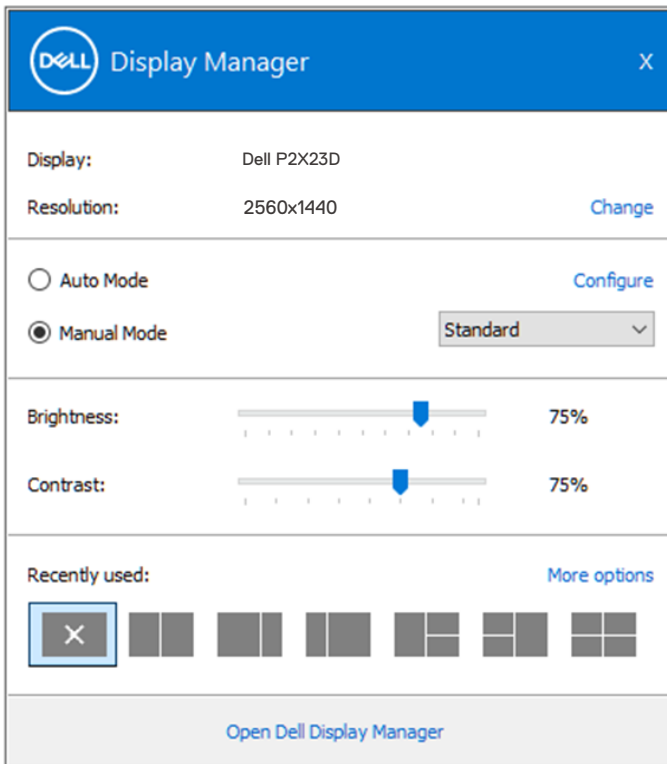 DELL Display Manager X
Display: Dell P2X23D
Resolution: 2560x1440 Change
Auto Mode Configure
Manual Mode Standard
Brightness: 75%
Contrast: 75%
Recently used: More options
Open Dell Display Manager